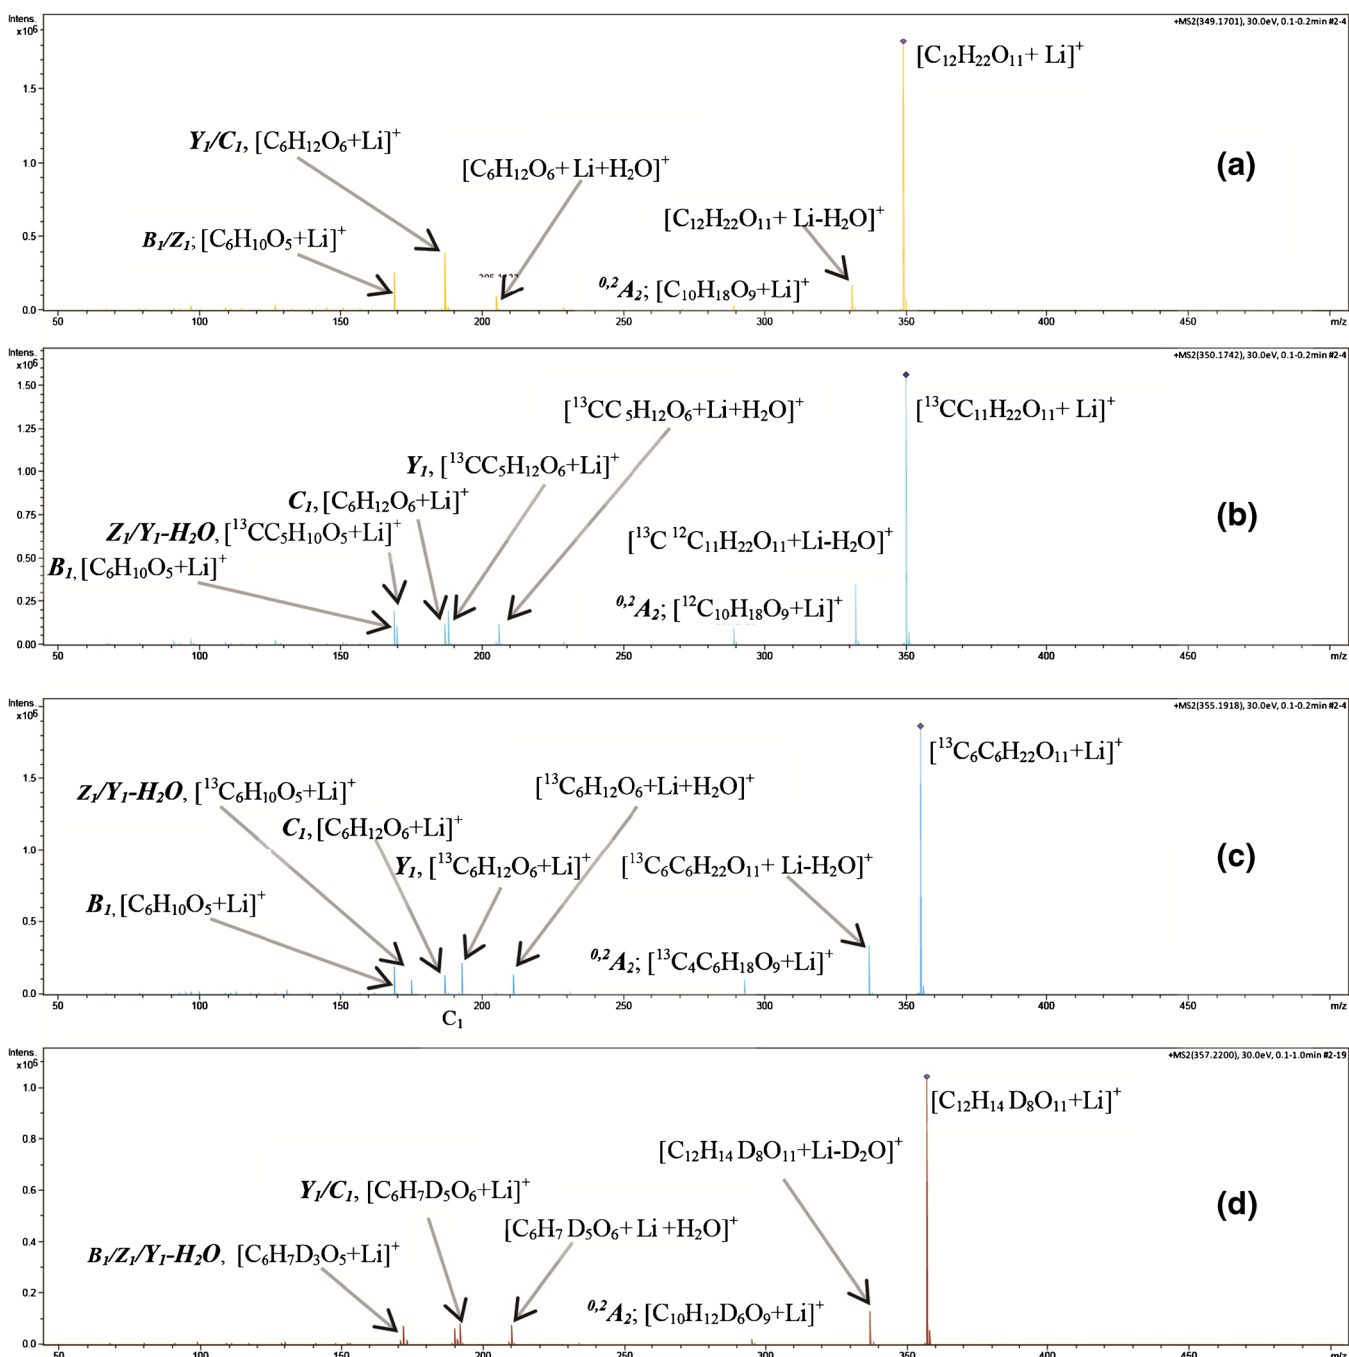 Intens.
x10⁶
+MS2(349.1701), 30.0eV, 0.1-0.2min #2-4
[C₁₂H₂₂O₁₁+ Li]⁺
Y₁/C₁, [C₆H₁₂O₆+Li]⁺
[C₆H₁₂O₆+ Li+H₂O]⁺
(a)
[C₁₂H₂₂O₁₁+ Li-H₂O]⁺
B₁/Z₁; [C₆H₁₀O₅+Li]⁺
⁰,²A₂; [C₁₀H₁₈O₉+Li]⁺
1.5
1.0
0.5
0.0
50 100 150 200 250 300 350 400 450 m/z
Intens.
x10⁶
+MS2(350.1742), 30.0eV, 0.1-0.2min #2-4
[¹³CC₅H₁₂O₆+Li+H₂O]⁺
[¹³CC₁₁H₂₂O₁₁+ Li]⁺
Y₁, [¹³CC₅H₁₂O₆+Li]⁺
C₁, [C₆H₁₂O₆+Li]⁺
(b)
Z₁/Y₁-H₂O, [¹³CC₅H₁₀O₅+Li]⁺
[¹³C ¹²C₁₁H₂₂O₁₁+Li-H₂O]⁺
B₁, [C₆H₁₀O₅+Li]⁺
⁰,²A₂; [¹²C₁₀H₁₈O₉+Li]⁺
1.50
1.25
1.00
0.75
0.50
0.25
0.00
50 100 150 200 250 300 350 400 450 m/z
Intens.
x10⁶
+MS2(355.1918), 30.0eV, 0.1-0.2min #2-4
[¹³C₆C₆H₂₂O₁₁+Li]⁺
Z₁/Y₁-H₂O, [¹³C₆H₁₀O₅+Li]⁺
[¹³C₆H₁₂O₆+Li+H₂O]⁺
C₁, [C₆H₁₂O₆+Li]⁺
(c)
Y₁, [¹³C₆H₁₂O₆+Li]⁺
[¹³C₆C₆H₂₂O₁₁+ Li-H₂O]⁺
B₁, [C₆H₁₀O₅+Li]⁺
⁰,²A₂; [¹³C₄C₆H₁₈O₉+Li]⁺
1.5
1.0
0.5
0.0
50 100 150 200 250 300 350 400 450 m/z
C₁
Intens.
x10⁵
+MS2(357.2200), 30.0eV, 0.1-1.0min #2-19
[C₁₂H₁₄ D₈O₁₁+Li]⁺
[C₁₂H₁₄ D₈O₁₁+Li-D₂O]⁺
Y₁/C₁, [C₆H₇D₅O₆+Li]⁺
(d)
[C₆H₇ D₅O₆+ Li +H₂O]⁺
B₁/Z₁/Y₁-H₂O, [C₆H₇D₃O₅+Li]⁺
⁰,²A₂; [C₁₀H₁₂D₆O₉+Li]⁺
1.0
0.8
0.6
0.4
0.2
0.0
50 100 150 200 250 300 350 400 450 m/z